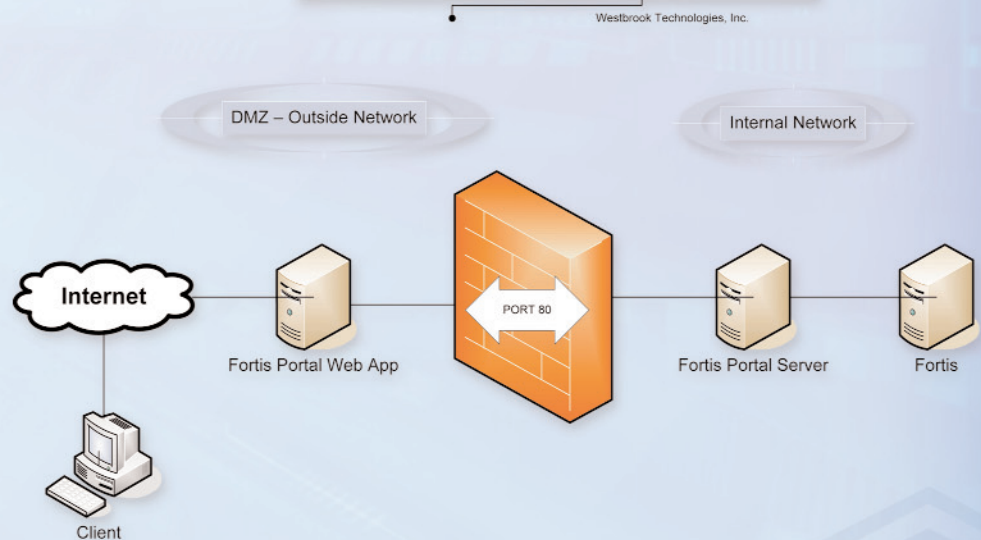 Westbrook Technologies, Inc.
DMZ – Outside Network
Internal Network
Internet
PORT 80
Fortis Portal Web App
Fortis Portal Server
Fortis
Client